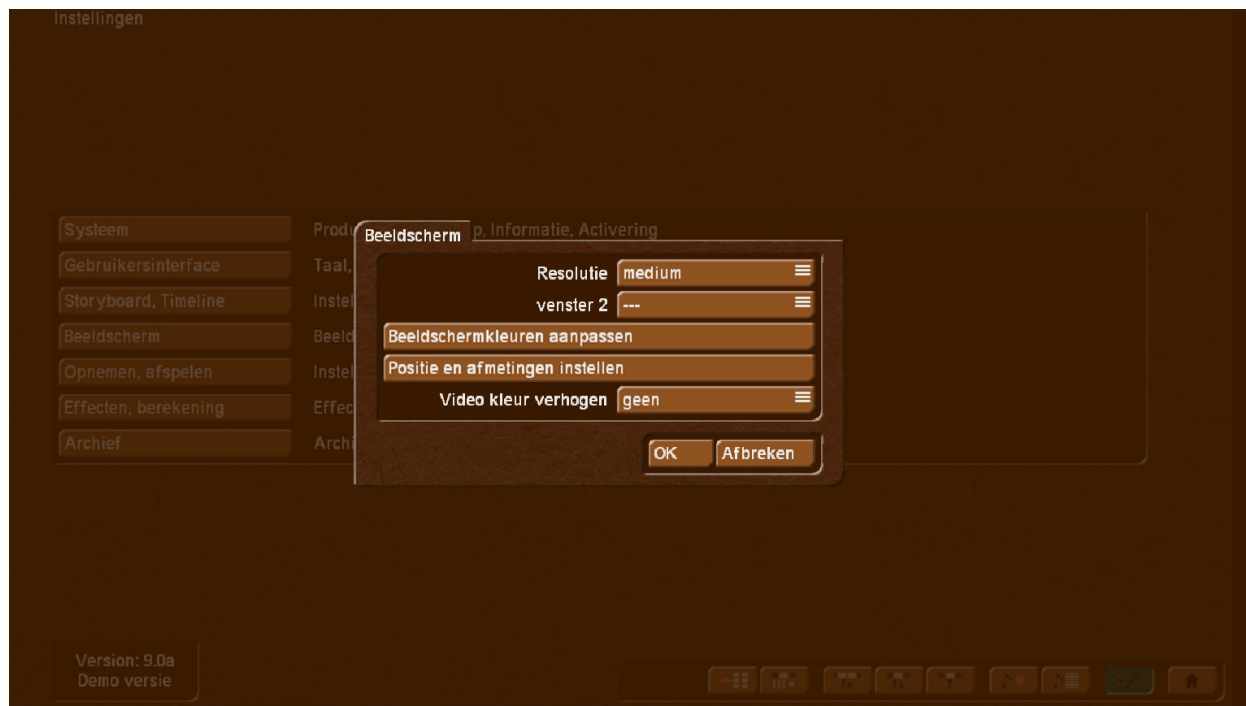 Instellingen
Systeem
Produ
p, Informatie, Activering
Gebruikersinterface
Taal,
Storyboard, Timeline
Instel
Beeldscherm
Beeld
Opnemen, afspelen
Instel
Effecten, berekening
Effec
Archief
Archi
Beeldscherm
Resolutie medium
venster 2 ---
Beeldschermkleuren aanpassen
Positie en afmetingen instellen
Video kleur verhogen geen
OK Afbreken
Version: 9.0a
Demo versie